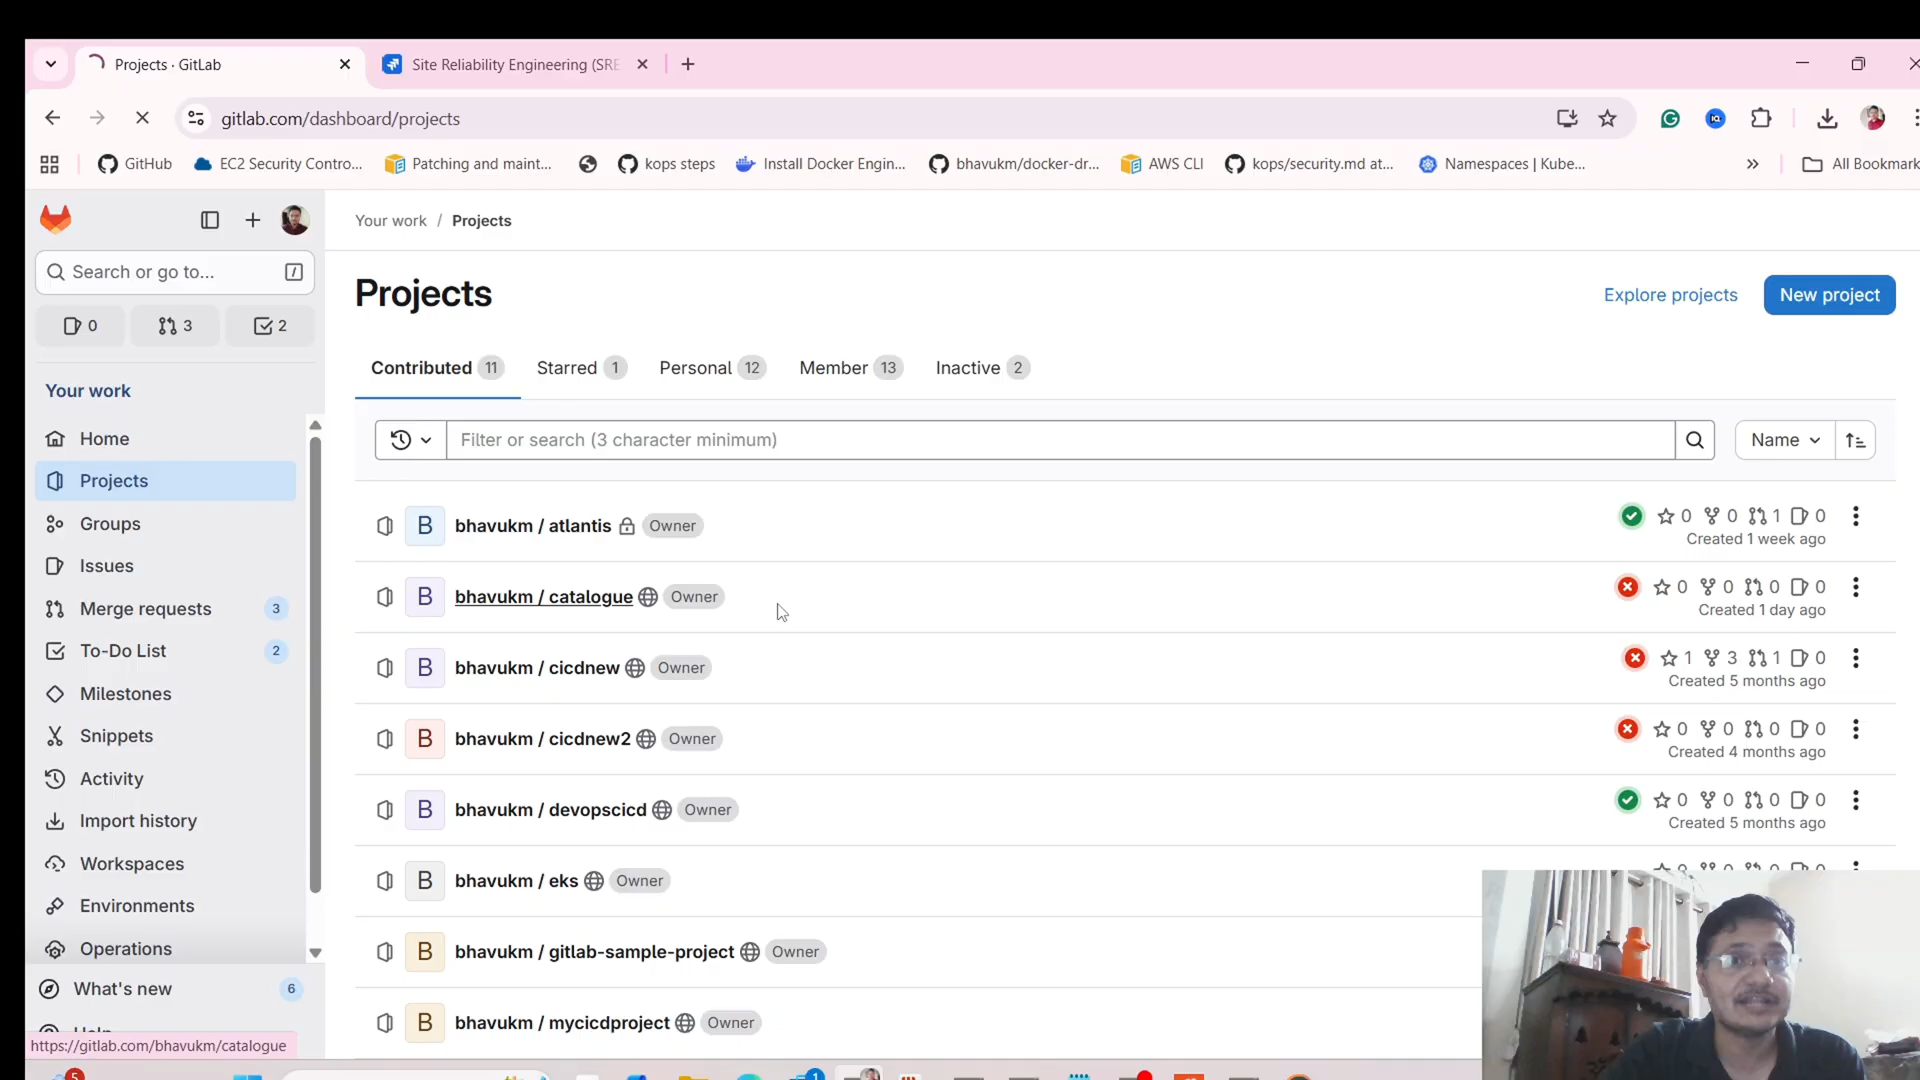 Projects · GitLab
Site Reliability Engineering (SRE
gitlab.com/dashboard/projects
GitHub
EC2 Security Contro...
Patching and maint...
kops steps
Install Docker Engin...
bhavukm/docker-dr...
AWS CLI
kops/security.md at...
Namespaces | Kube...
All Bookmark
Your work / Projects
Search or go to... /
0
3
2
Projects
Explore projects
New project
Contributed 11
Starred 1
Personal 12
Member 13
Inactive 2
Your work
Home
Projects
Groups
Issues
Merge requests 3
To-Do List 2
Milestones
Snippets
Activity
Import history
Workspaces
Environments
Operations
What's new 6
https://gitlab.com/bhavukm/catalogue
Filter or search (3 character minimum)
Name
B bhavukm / atlantis Owner
0 0 1 0
Created 1 week ago
B bhavukm / catalogue Owner
0 0 0 0
Created 1 day ago
B bhavukm / cicdnew Owner
1 3 1 0
Created 5 months ago
B bhavukm / cicdnew2 Owner
0 0 0 0
Created 4 months ago
B bhavukm / devopscicd Owner
0 0 0 0
Created 5 months ago
B bhavukm / eks Owner
B bhavukm / gitlab-sample-project Owner
B bhavukm / mycicdproject Owner
5
1